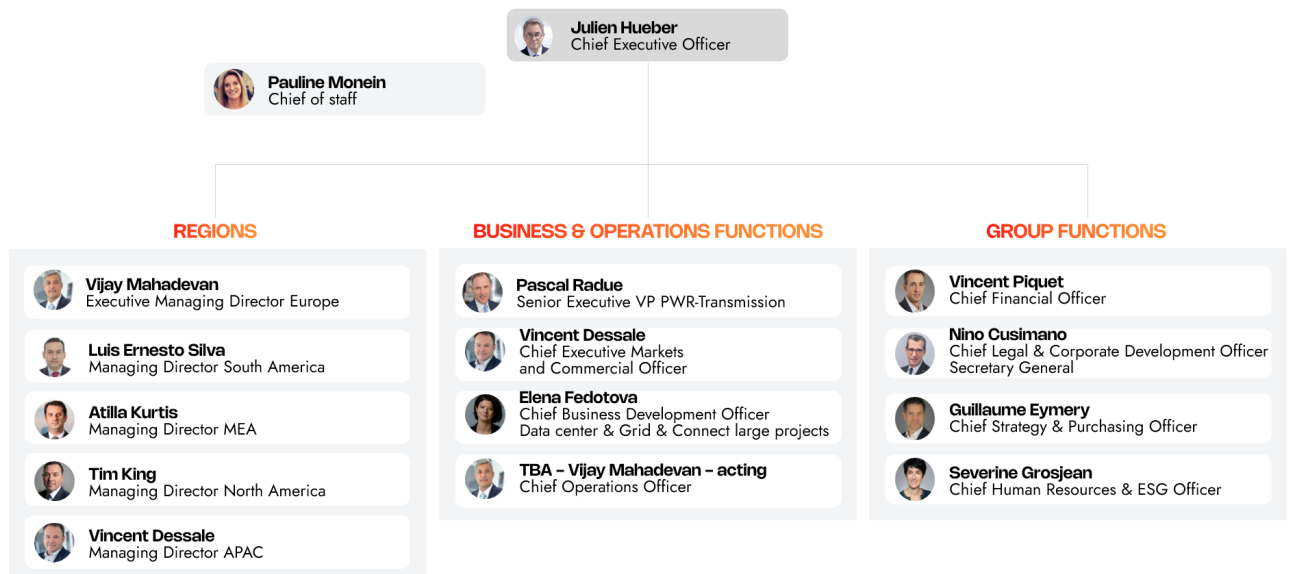 Julien Hueber
Chief Executive Officer
Pauline Monein
Chief of staff
REGIONS
Vijay Mahadevan
Executive Managing Director Europe
Luis Ernesto Silva
Managing Director South America
Atilla Kurtis
Managing Director MEA
Tim King
Managing Director North America
Vincent Dessale
Managing Director APAC
BUSINESS & OPERATIONS FUNCTIONS
Pascal Radue
Senior Executive VP PWR-Transmission
Vincent Dessale
Chief Executive Markets
and Commercial Officer
Elena Fedotova
Chief Business Development Officer
Data center & Grid & Connect large projects
TBA – Vijay Mahadevan – acting
Chief Operations Officer
GROUP FUNCTIONS
Vincent Piquet
Chief Financial Officer
Nino Cusimano
Chief Legal & Corporate Development Officer
Secretary General
Guillaume Eymery
Chief Strategy & Purchasing Officer
Severine Grosjean
Chief Human Resources & ESG Officer